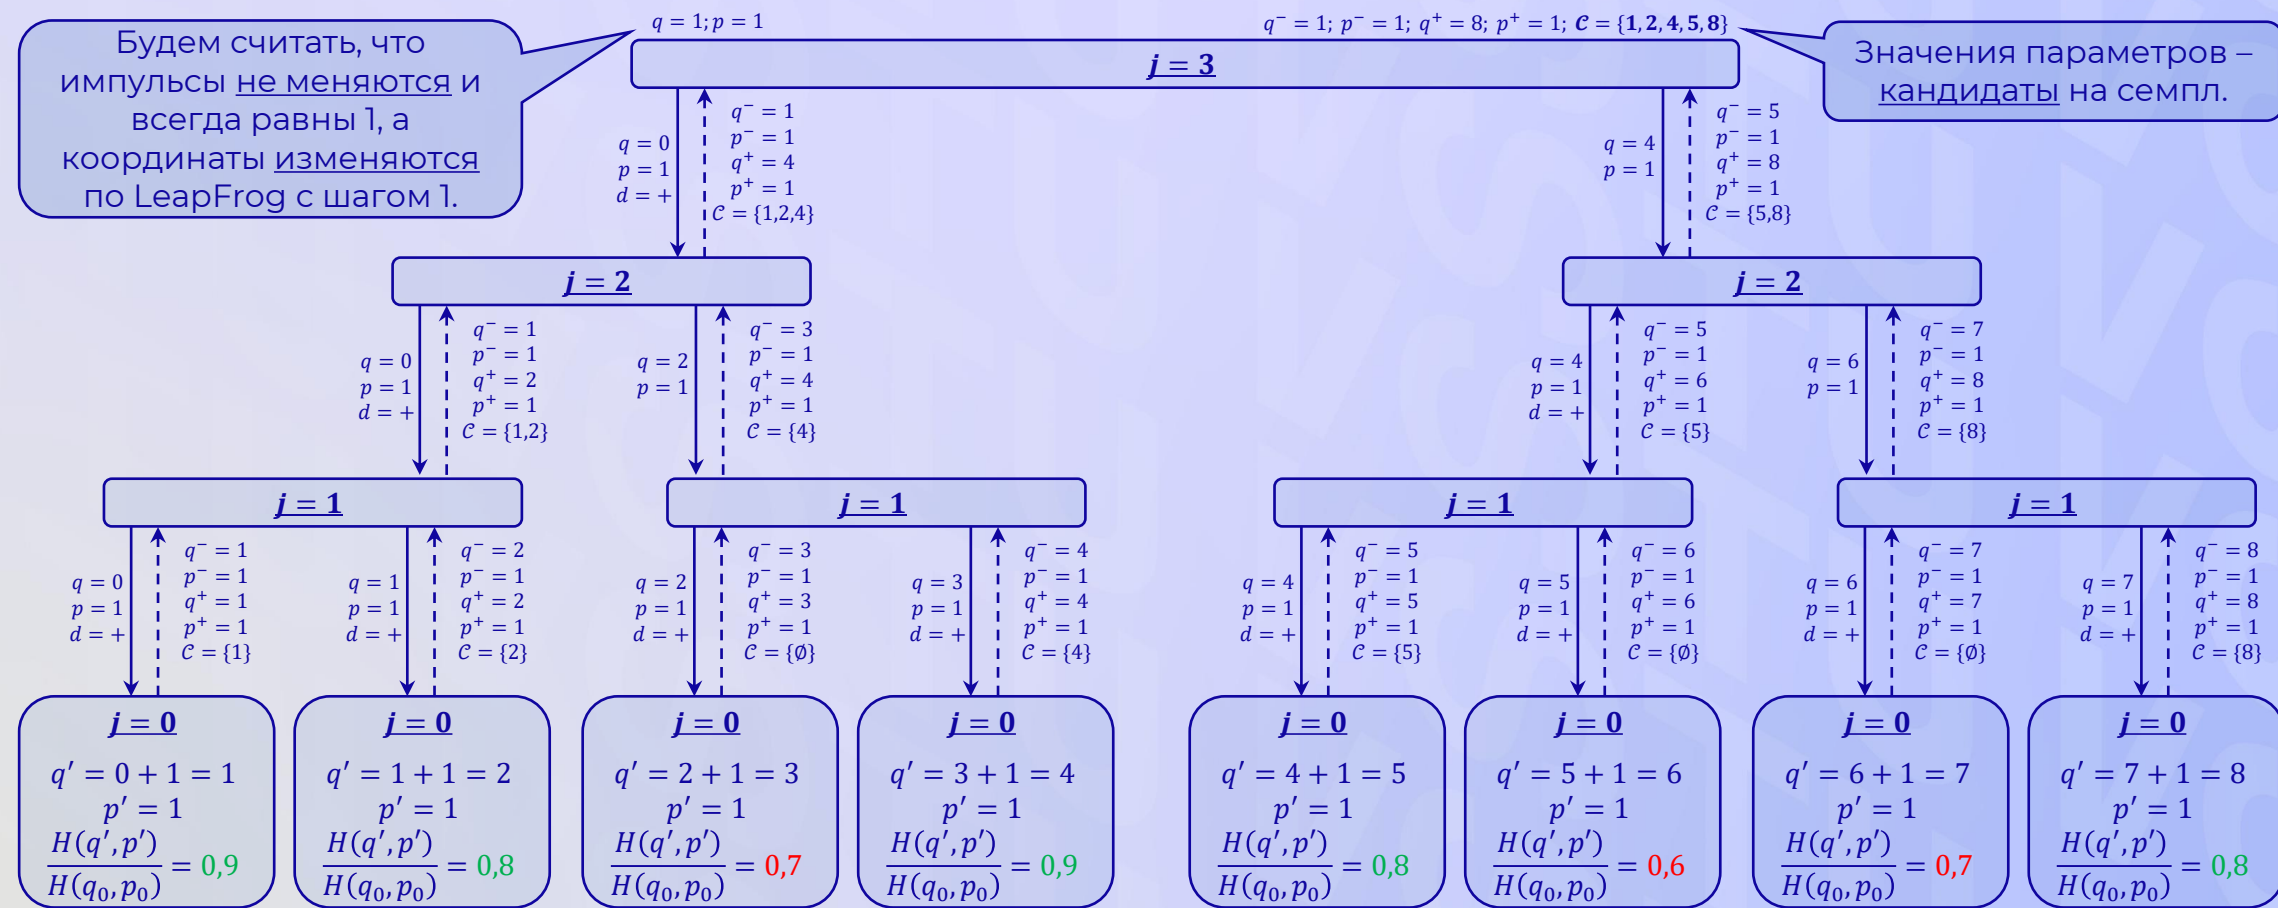 Будем считать, что
импульсы не меняются и
всегда равны 1, а
координаты изменяются
по LeapFrog с шагом 1.
q = 1; p = 1
q⁻ = 1; p⁻ = 1; q⁺ = 8; p⁺ = 1; 𝓒 = {1, 2, 4, 5, 8}
Значения параметров –
кандидаты на семпл.
j = 3
q = 0
p = 1
d = +
q⁻ = 1
p⁻ = 1
q⁺ = 4
p⁺ = 1
𝒞 = {1,2,4}
q = 4
p = 1
q⁻ = 5
p⁻ = 1
q⁺ = 8
p⁺ = 1
𝒞 = {5,8}
j = 2
j = 2
q = 0
p = 1
d = +
q⁻ = 1
p⁻ = 1
q⁺ = 2
p⁺ = 1
𝒞 = {1,2}
q = 2
p = 1
q⁻ = 3
p⁻ = 1
q⁺ = 4
p⁺ = 1
𝒞 = {4}
q = 4
p = 1
d = +
q⁻ = 5
p⁻ = 1
q⁺ = 6
p⁺ = 1
𝒞 = {5}
q = 6
p = 1
q⁻ = 7
p⁻ = 1
q⁺ = 8
p⁺ = 1
𝒞 = {8}
j = 1
j = 1
j = 1
j = 1
q = 0
p = 1
d = +
q⁻ = 1
p⁻ = 1
q⁺ = 1
p⁺ = 1
𝒞 = {1}
q = 1
p = 1
d = +
q⁻ = 2
p⁻ = 1
q⁺ = 2
p⁺ = 1
𝒞 = {2}
q = 2
p = 1
d = +
q⁻ = 3
p⁻ = 1
q⁺ = 3
p⁺ = 1
𝒞 = {∅}
q = 3
p = 1
d = +
q⁻ = 4
p⁻ = 1
q⁺ = 4
p⁺ = 1
𝒞 = {4}
q = 4
p = 1
d = +
q⁻ = 5
p⁻ = 1
q⁺ = 5
p⁺ = 1
𝒞 = {5}
q = 5
p = 1
d = +
q⁻ = 6
p⁻ = 1
q⁺ = 6
p⁺ = 1
𝒞 = {∅}
q = 6
p = 1
d = +
q⁻ = 7
p⁻ = 1
q⁺ = 7
p⁺ = 1
𝒞 = {∅}
q = 7
p = 1
d = +
q⁻ = 8
p⁻ = 1
q⁺ = 8
p⁺ = 1
𝒞 = {8}
j = 0
q′ = 0 + 1 = 1
p′ = 1
H(q′, p′)
H(q₀, p₀)
= 0,9
j = 0
q′ = 1 + 1 = 2
p′ = 1
H(q′, p′)
H(q₀, p₀)
= 0,8
j = 0
q′ = 2 + 1 = 3
p′ = 1
H(q′, p′)
H(q₀, p₀)
= 0,7
j = 0
q′ = 3 + 1 = 4
p′ = 1
H(q′, p′)
H(q₀, p₀)
= 0,9
j = 0
q′ = 4 + 1 = 5
p′ = 1
H(q′, p′)
H(q₀, p₀)
= 0,8
j = 0
q′ = 5 + 1 = 6
p′ = 1
H(q′, p′)
H(q₀, p₀)
= 0,6
j = 0
q′ = 6 + 1 = 7
p′ = 1
H(q′, p′)
H(q₀, p₀)
= 0,7
j = 0
q′ = 7 + 1 = 8
p′ = 1
H(q′, p′)
H(q₀, p₀)
= 0,8